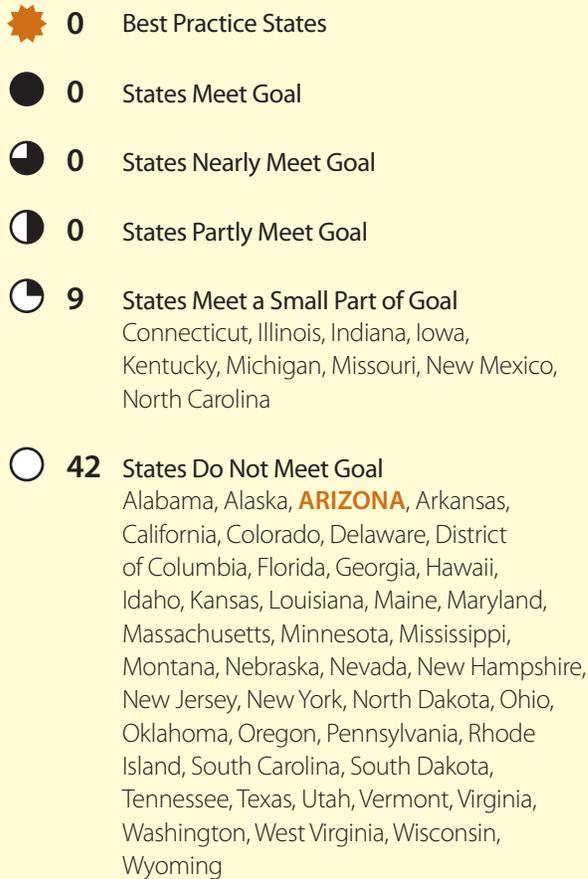 0 Best Practice States
0 States Meet Goal
0 States Nearly Meet Goal
0 States Partly Meet Goal
9 States Meet a Small Part of Goal
Connecticut, Illinois, Indiana, Iowa,
Kentucky, Michigan, Missouri, New Mexico,
North Carolina
42 States Do Not Meet Goal
Alabama, Alaska, ARIZONA, Arkansas,
California, Colorado, Delaware, District
of Columbia, Florida, Georgia, Hawaii,
Idaho, Kansas, Louisiana, Maine, Maryland,
Massachusetts, Minnesota, Mississippi,
Montana, Nebraska, Nevada, New Hampshire,
New Jersey, New York, North Dakota, Ohio,
Oklahoma, Oregon, Pennsylvania, Rhode
Island, South Carolina, South Dakota,
Tennessee, Texas, Utah, Vermont, Virginia,
Washington, West Virginia, Wisconsin,
Wyoming